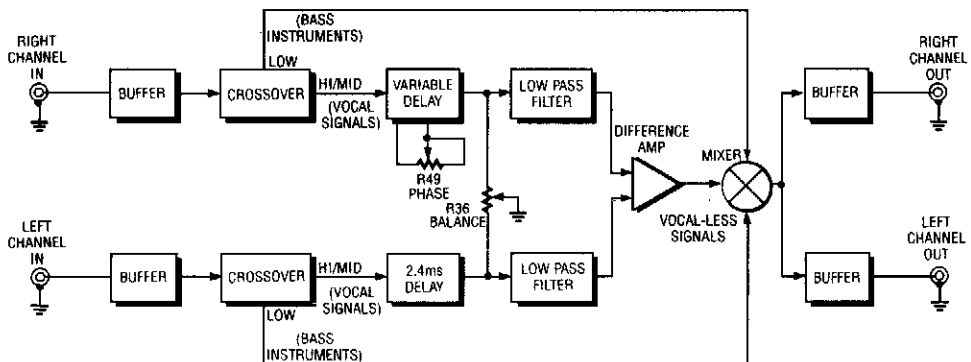 (BASS
INSTRUMENTS)
RIGHT
CHANNEL
IN
BUFFER
CROSSOVER
LOW
HI/MID
(VOCAL
SIGNALS)
VARIABLE
DELAY
R49
PHASE
LOW PASS
FILTER
DIFFERENCE
AMP
MIXER
BUFFER
RIGHT
CHANNEL
OUT
R36
BALANCE
VOCAL-LESS
SIGNALS
LEFT
CHANNEL
IN
BUFFER
CROSSOVER
LOW
HI/MID
(VOCAL
SIGNALS)
2.4ms
DELAY
LOW PASS
FILTER
BUFFER
LEFT
CHANNEL
OUT
(BASS
INSTRUMENTS)